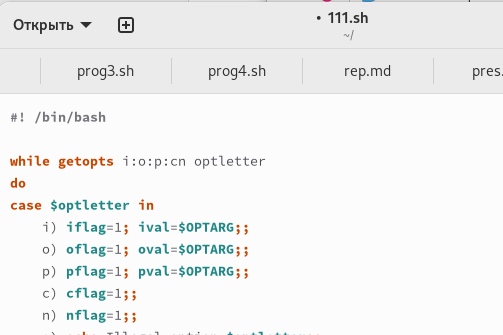 Открыть
• 111.sh
~/
prog3.sh prog4.sh rep.md pres.
#! /bin/bash
while getopts i:o:p:cn optletter
do
case $optletter in
i) iflag=1; ival=$OPTARG;;
o) oflag=1; oval=$OPTARG;;
p) pflag=1; pval=$OPTARG;;
c) cflag=1;;
n) nflag=1;;